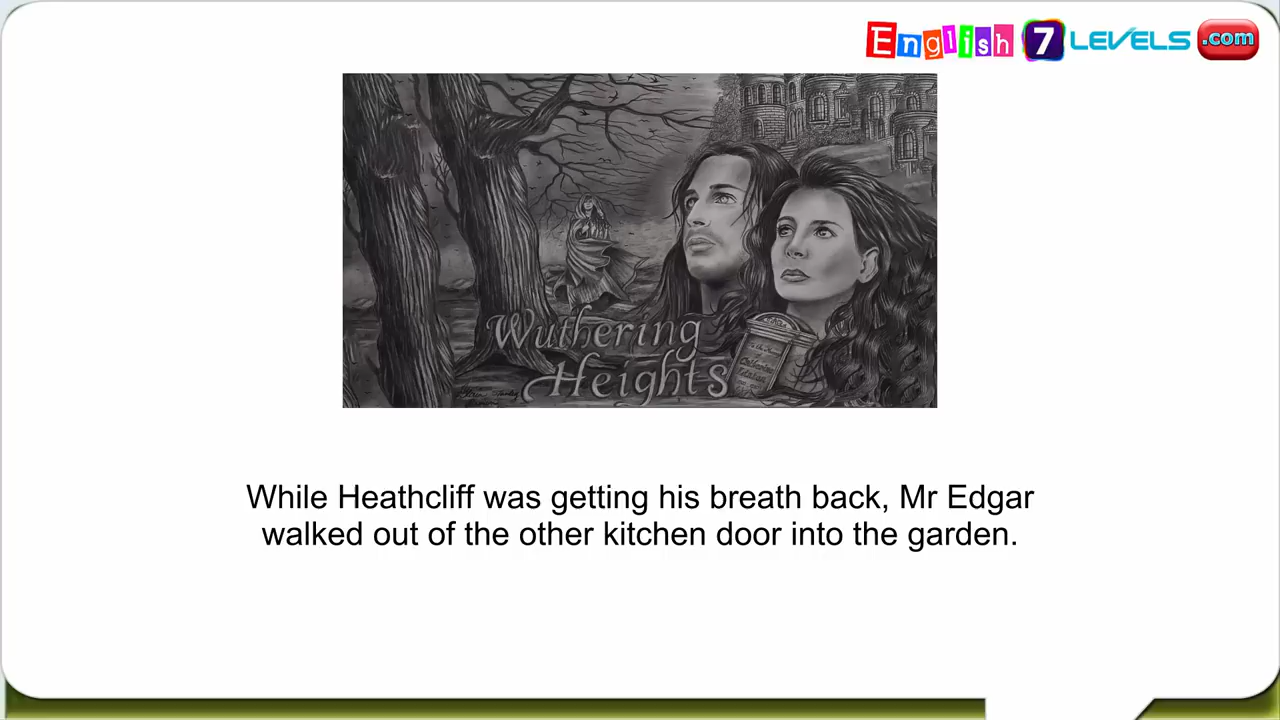 English 7 LEVELS .com
Wuthering
Heights
While Heathcliff was getting his breath back, Mr Edgar
walked out of the other kitchen door into the garden.